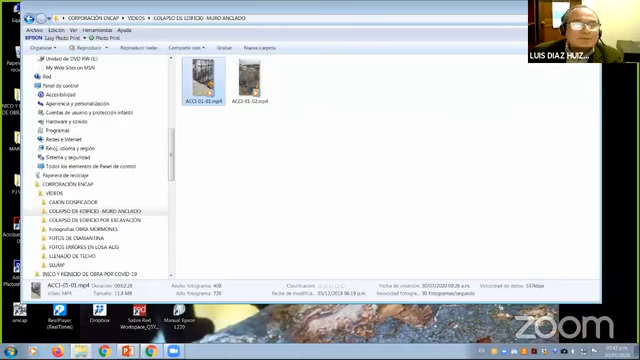 CORPORACIÓN ENCAP ▸ VIDEOS ▸ COLAPSO DE EDIFICIO -MURO ANCLADO
Archivo Edición Ver Herramientas Ayuda
EPSON Easy Photo Print Photo Print
Organizar Reproducir Reproducir todo Compartir con Grabar Nueva carpeta
LUIS DIAZ HUIZ...
Unidad de DVD RW (E:)
My Web Sites on MSN
Red
Panel de control
Accesibilidad
Apariencia y personalización
Cuentas de usuario y protección infantil
Hardware y sonido
Programas
Redes e Internet
Reloj, idioma y región
Sistema y seguridad
Todos los elementos de Panel de control
Papelera de reciclaje
CORPORACIÓN ENCAP
VIDEOS
CAJON DOSIFICADOR
COLAPSO DE EDIFICIO -MURO ANCLADO
COLAPSO DE EDIFICIO POR EXCAVACIÓN
Fotografias OBRA MORMONES
FOTOS DE DIAMANTINA
FOTOS ERRORES EN LOSA ALIG
LLENADO DE TECHO
SLUMP
INICO Y REINICIO DE OBRA POR COVID-19
ACCI-01-01.mp4
ACCI-01-02.mp4
ACCI-01-01.mp4 Duración: 00:02:28 Ancho fotograma: 408 Clasificación: Fecha de creación: 30/07/2020 09:26 a.m. Velocidad de datos: 537kbps
Vídeo MP4 Tamaño: 11.8 MB Alto fotograma: 720 Fecha de modifica... 05/12/2018 06:19 p.m. Velocidad fotogra... 30 fotogramas/segundo
RealPlayer (RealTimes)
Dropbox
Sabre Red Workspace_QSY...
Manual Epson L220
zoom
ES